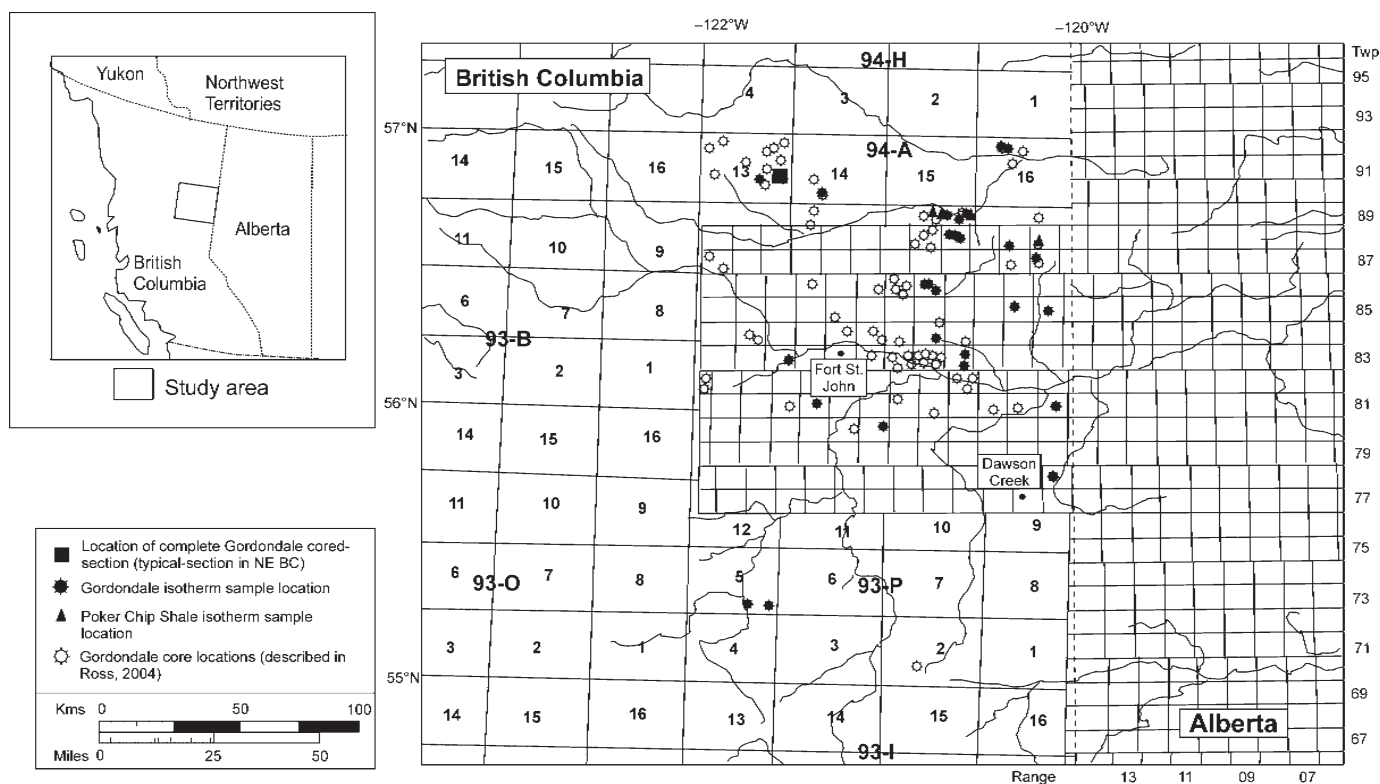 Yukon
Northwest
Territories
Alberta
British
Columbia
Study area
Location of complete Gordondale cored-
section (typical-section in NE BC)
Gordondale isotherm sample location
Poker Chip Shale isotherm sample
location
Gordondale core locations (described in
Ross, 2004)
Kms 0 50 100
Miles 0 25 50
–122°W –120°W
British Columbia
94-H
Twp
95
4 3 2 1
93
57°N
94-A
14 15 16 13 14 15 16
91
89
11 10 9
87
6 7 8
85
93-B
83
3 2 1
Fort St.
John
56°N
81
14 15 16
79
Dawson
Creek
77
11 10 9
12 11 10 9
75
6 7 8 5 6 7 8
93-O
93-P
73
3 2 1 4 3 2 1
71
55°N
69
14 15 16 13 14 15 16
Alberta
67
93-I
Range 13 11 09 07